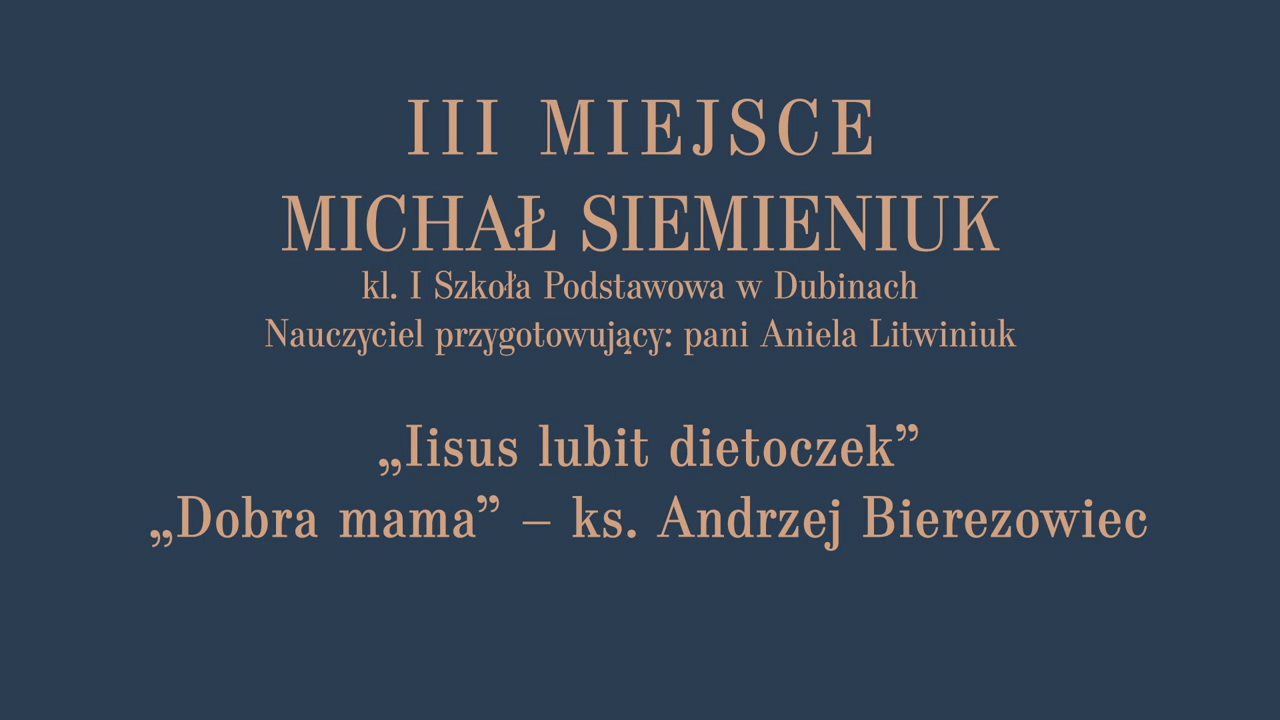 III MIEJSCE
MICHAŁ SIEMIENIUK
kl. I Szkoła Podstawowa w Dubinach
Nauczyciel przygotowujący: pani Aniela Litwiniuk
„Iisus lubit dietoczek”
„Dobra mama” – ks. Andrzej Bierezowiec